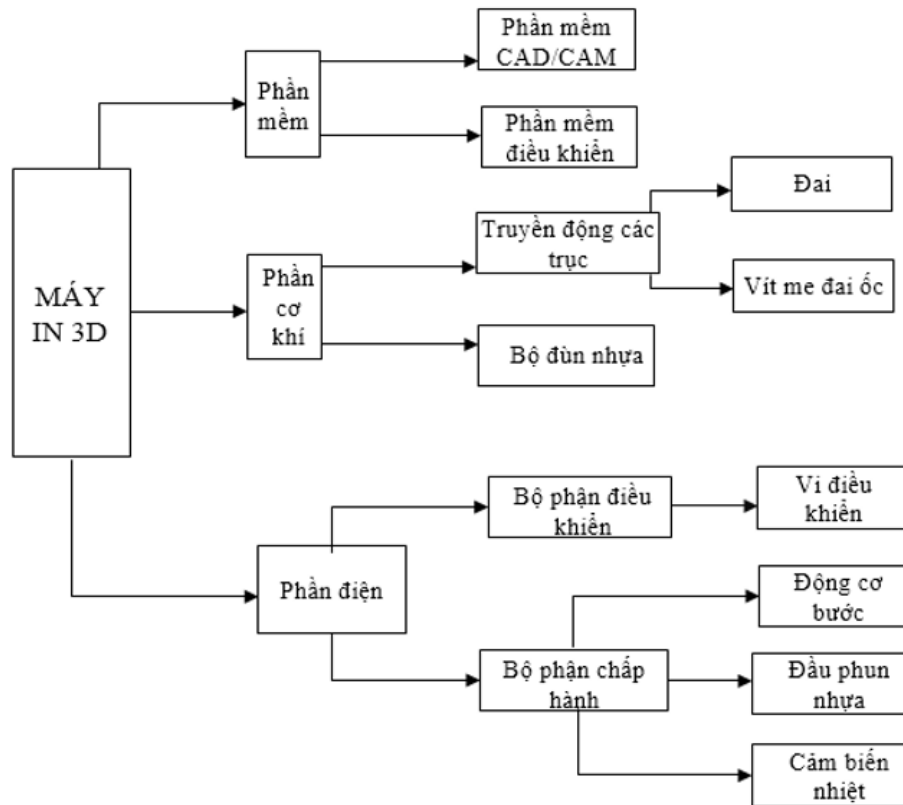 Phần mềm
CAD/CAM
Phần
mềm
Phần mềm
điều khiển
Đai
Truyền động các
trục
Vít me đai ốc
Phần
cơ
khí
MÁY
IN 3D
Bộ đùn nhựa
Bộ phận điều
khiển
Vi điều
khiển
Phần điện
Động cơ
bước
Bộ phận chấp
hành
Đầu phun
nhựa
Cảm biến
nhiệt